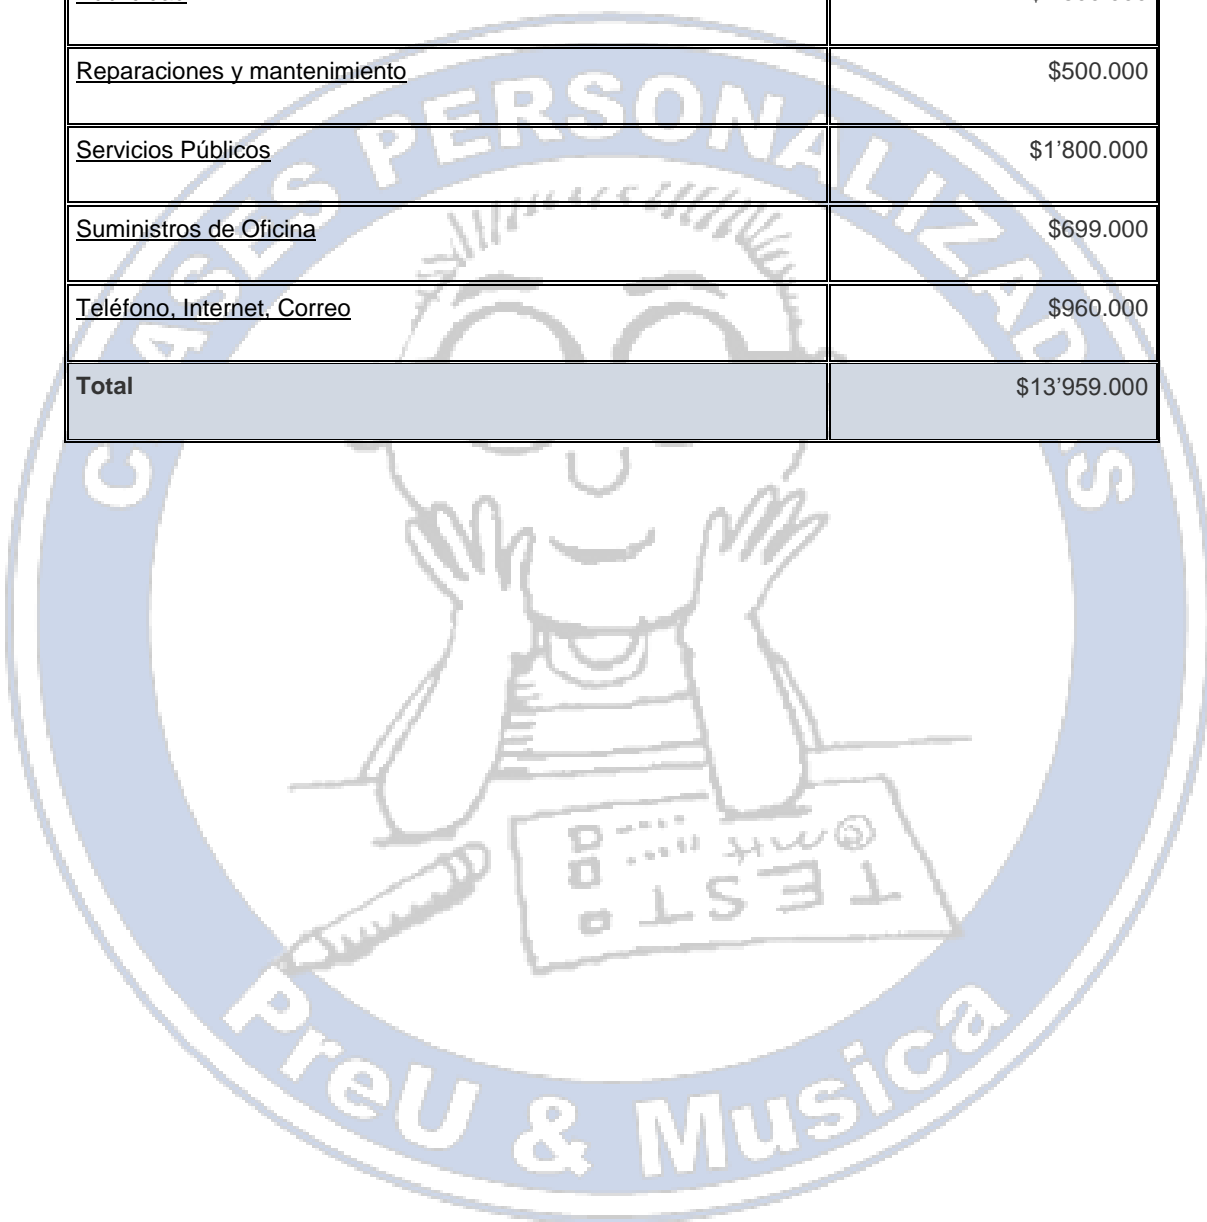 Reparaciones y mantenimiento $500.000
Servicios Públicos $1’800.000
Suministros de Oficina $699.000
Teléfono, Internet, Correo $960.000
Total $13’959.000
CLASES PERSONALIZADAS
TEST
PreU & Musica